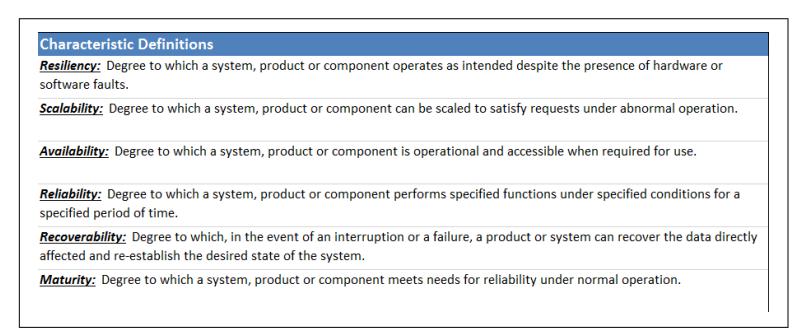 Characteristic Definitions
Resiliency: Degree to which a system, product or component operates as intended despite the presence of hardware or
software faults.
Scalability: Degree to which a system, product or component can be scaled to satisfy requests under abnormal operation.
Availability: Degree to which a system, product or component is operational and accessible when required for use.
Reliability: Degree to which a system, product or component performs specified functions under specified conditions for a
specified period of time.
Recoverability: Degree to which, in the event of an interruption or a failure, a product or system can recover the data directly
affected and re-establish the desired state of the system.
Maturity: Degree to which a system, product or component meets needs for reliability under normal operation.